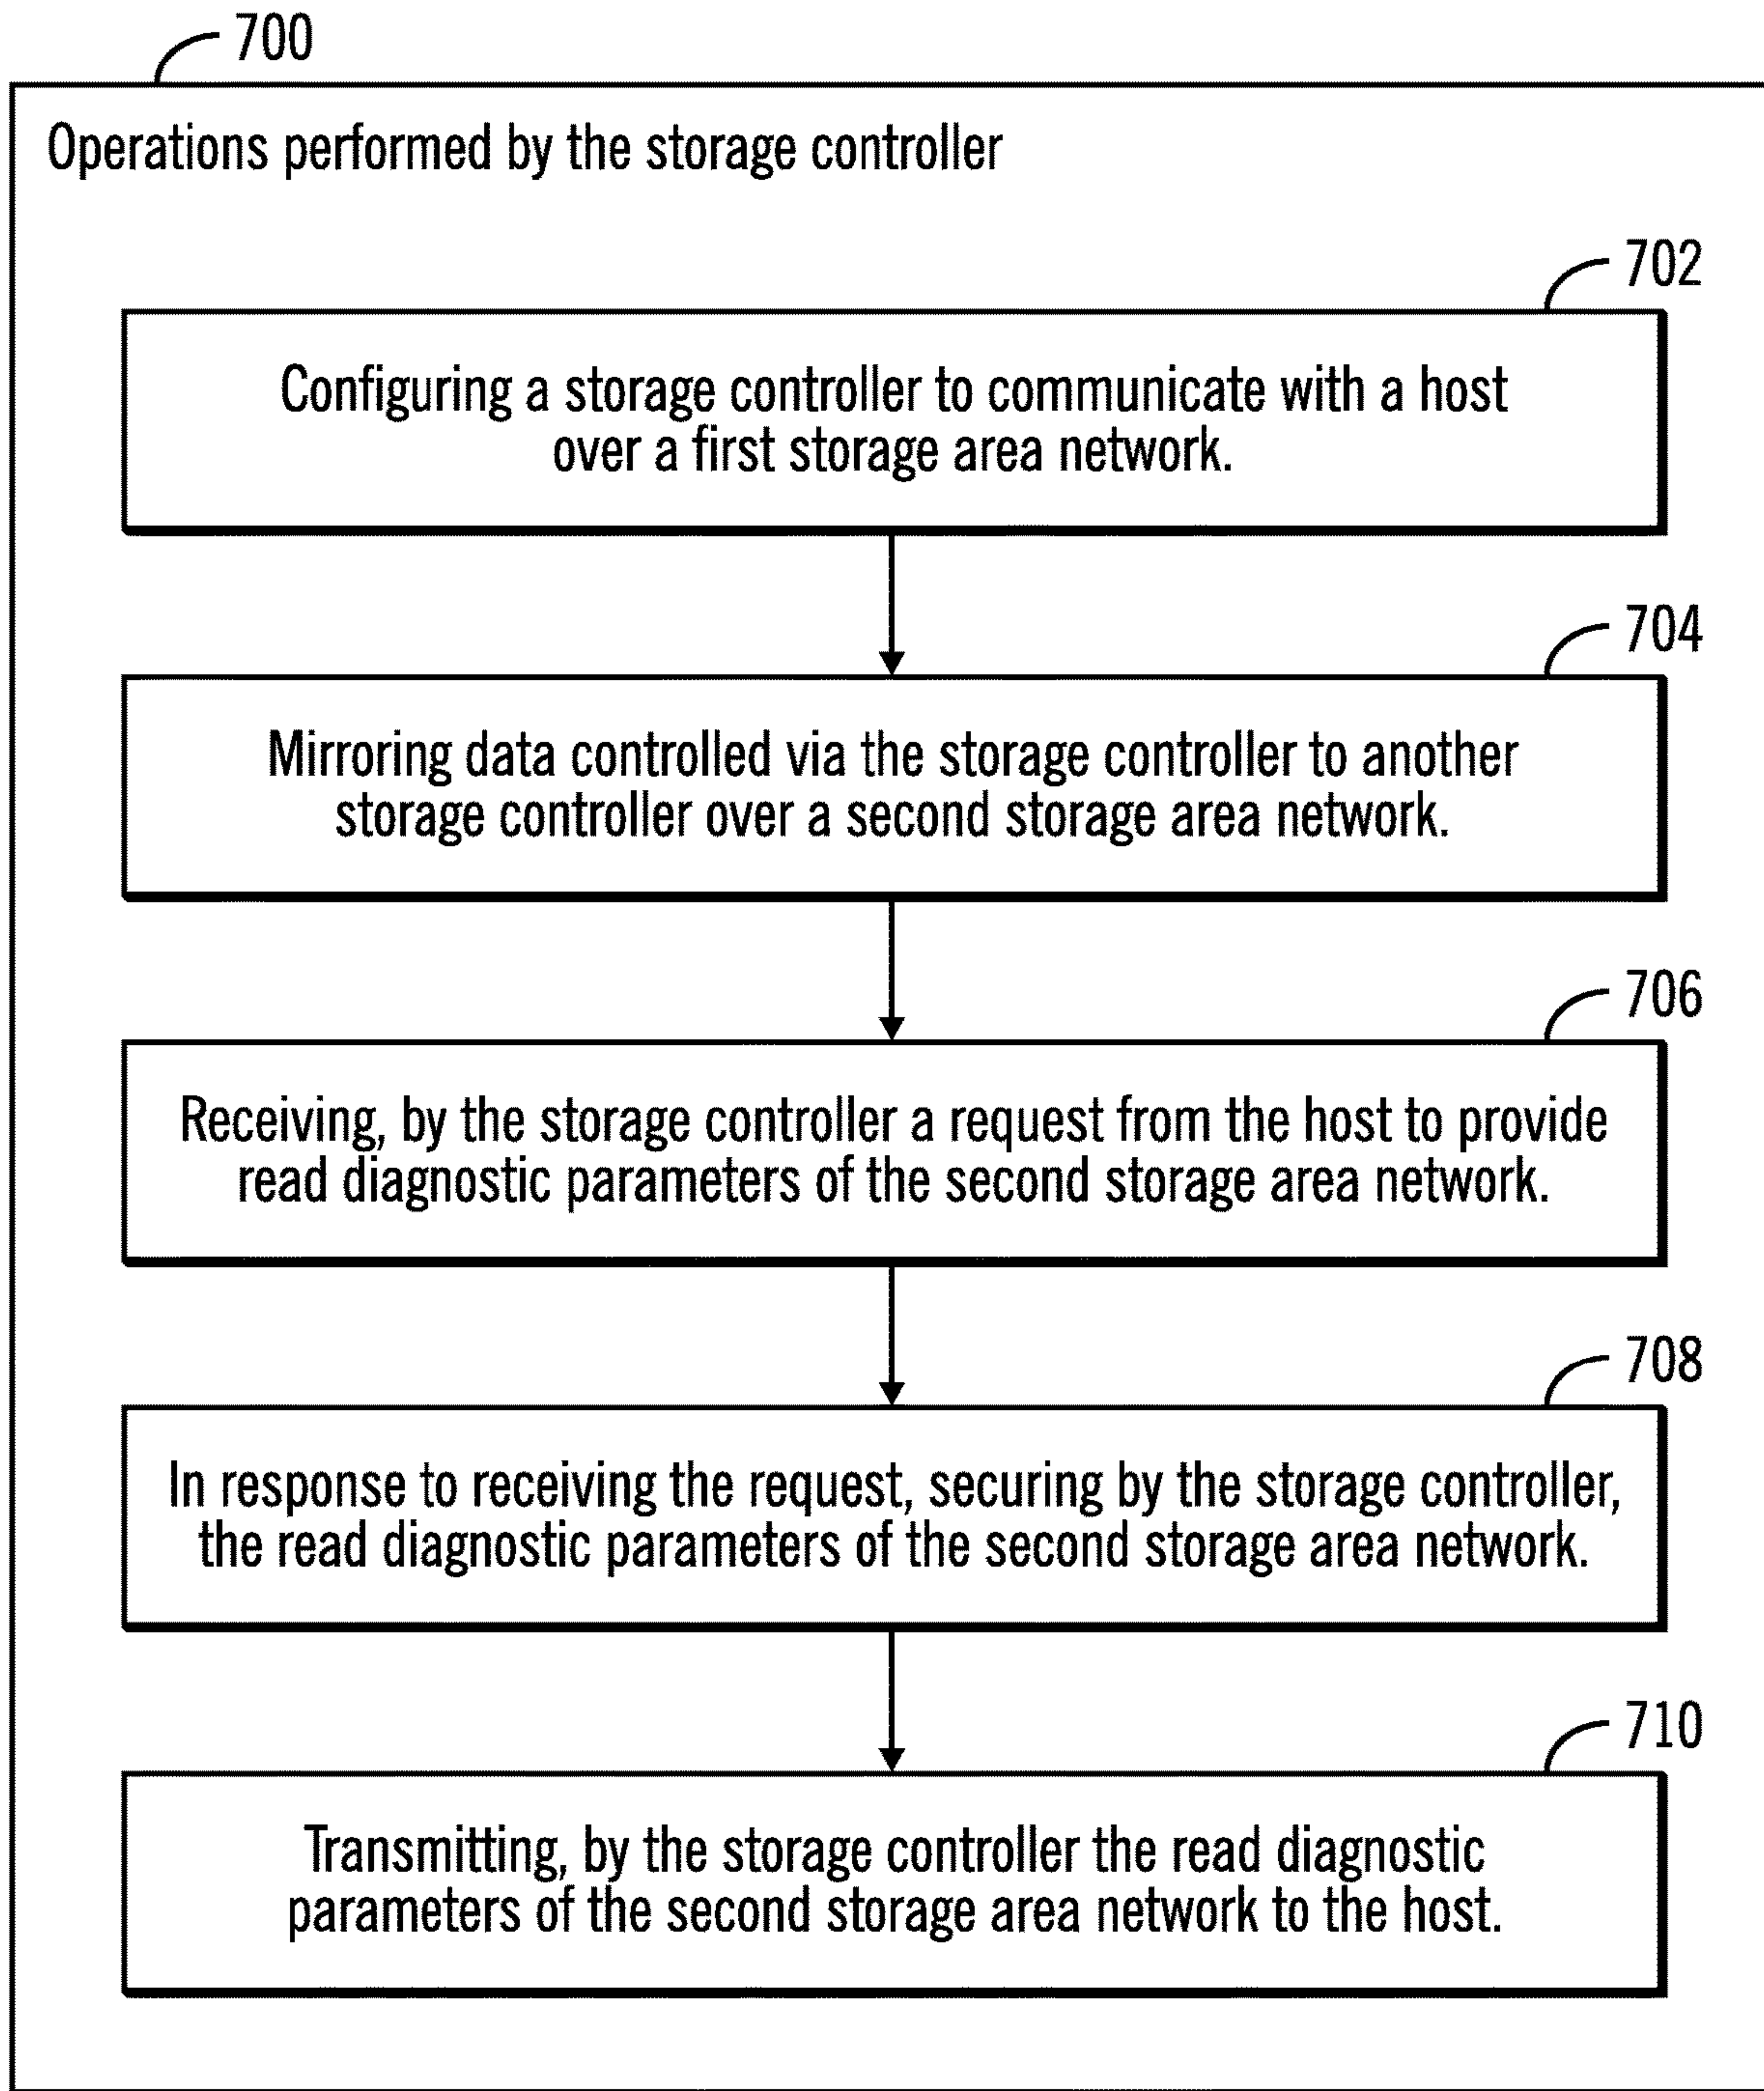 700
Operations performed by the storage controller
702
Configuring a storage controller to communicate with a host
over a first storage area network.
704
Mirroring data controlled via the storage controller to another
storage controller over a second storage area network.
706
Receiving, by the storage controller a request from the host to provide
read diagnostic parameters of the second storage area network.
708
In response to receiving the request, securing by the storage controller,
the read diagnostic parameters of the second storage area network.
710
Transmitting, by the storage controller the read diagnostic
parameters of the second storage area network to the host.